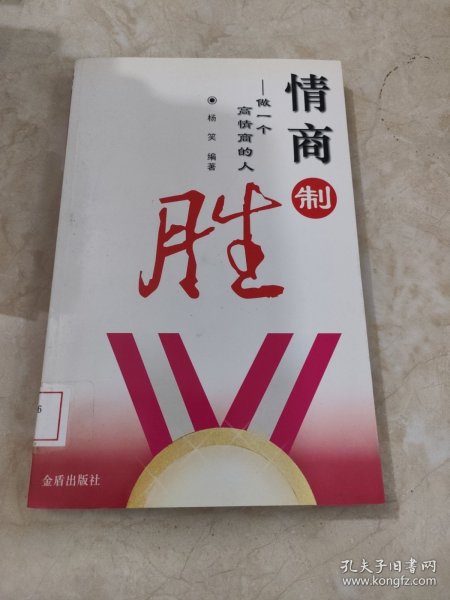 情商制胜
——做一个
高情商的人
◉ 杨笑 编著
6
金盾出版社
孔夫子旧书网
www.kongfz.com